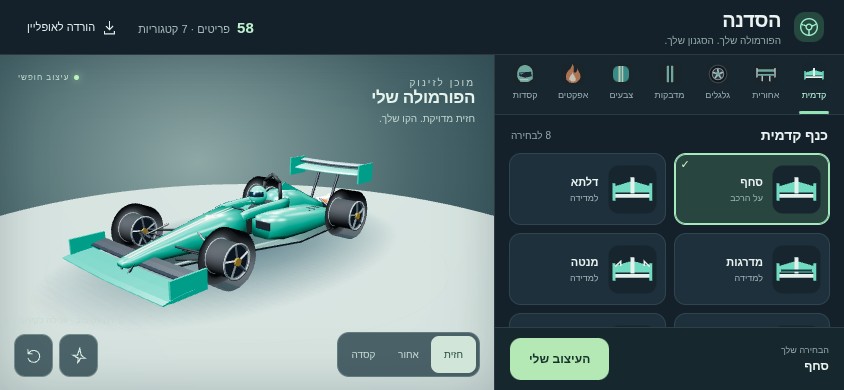 הסדנה
הפורמולה שלך. הסגנון שלך.
58 פריטים · 7 קטגוריות
הורדה לאופליין
קדמית
אחורית
גלגלים
מדבקות
צבעים
אפקטים
קסדות
כנף קדמית
8 לבחירה
סחף
על הרכב
דלתא
למדידה
מדרגות
למדידה
מנטה
למדידה
הבחירה שלך
סחף
העיצוב שלי
עיצוב חופשי
מוכן לזינוק
הפורמולה שלי
חזית מדויקת. הקו שלך.
חזית
אחור
קסדה